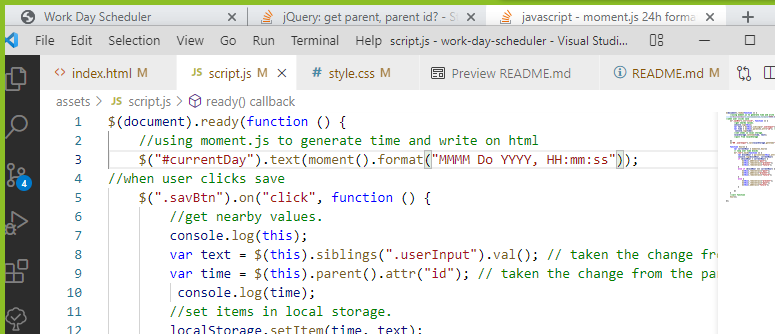 Work Day Scheduler
jQuery: get parent, parent id? - St
javascript - moment.js 24h forma
File Edit Selection View Go Run Terminal Help script.js - work-day-scheduler - Visual Studi...
index.html M
JS script.js M
# style.css M
Preview README.md
README.md M
assets > JS script.js > ready() callback
1 $(document).ready(function () {
2 //using moment.js to generate time and write on html
3 $("#currentDay").text(moment().format("MMMM Do YYYY, HH:mm:ss"));
4 //when user clicks save
5 $(".savBtn").on("click", function () {
6 //get nearby values.
7 console.log(this);
8 var text = $(this).siblings(".userInput").val(); // taken the change fr
9 var time = $(this).parent().attr("id"); // taken the change from the pa
10 console.log(time);
11 //set items in local storage.
12 localStorage.setItem(time, text);
4